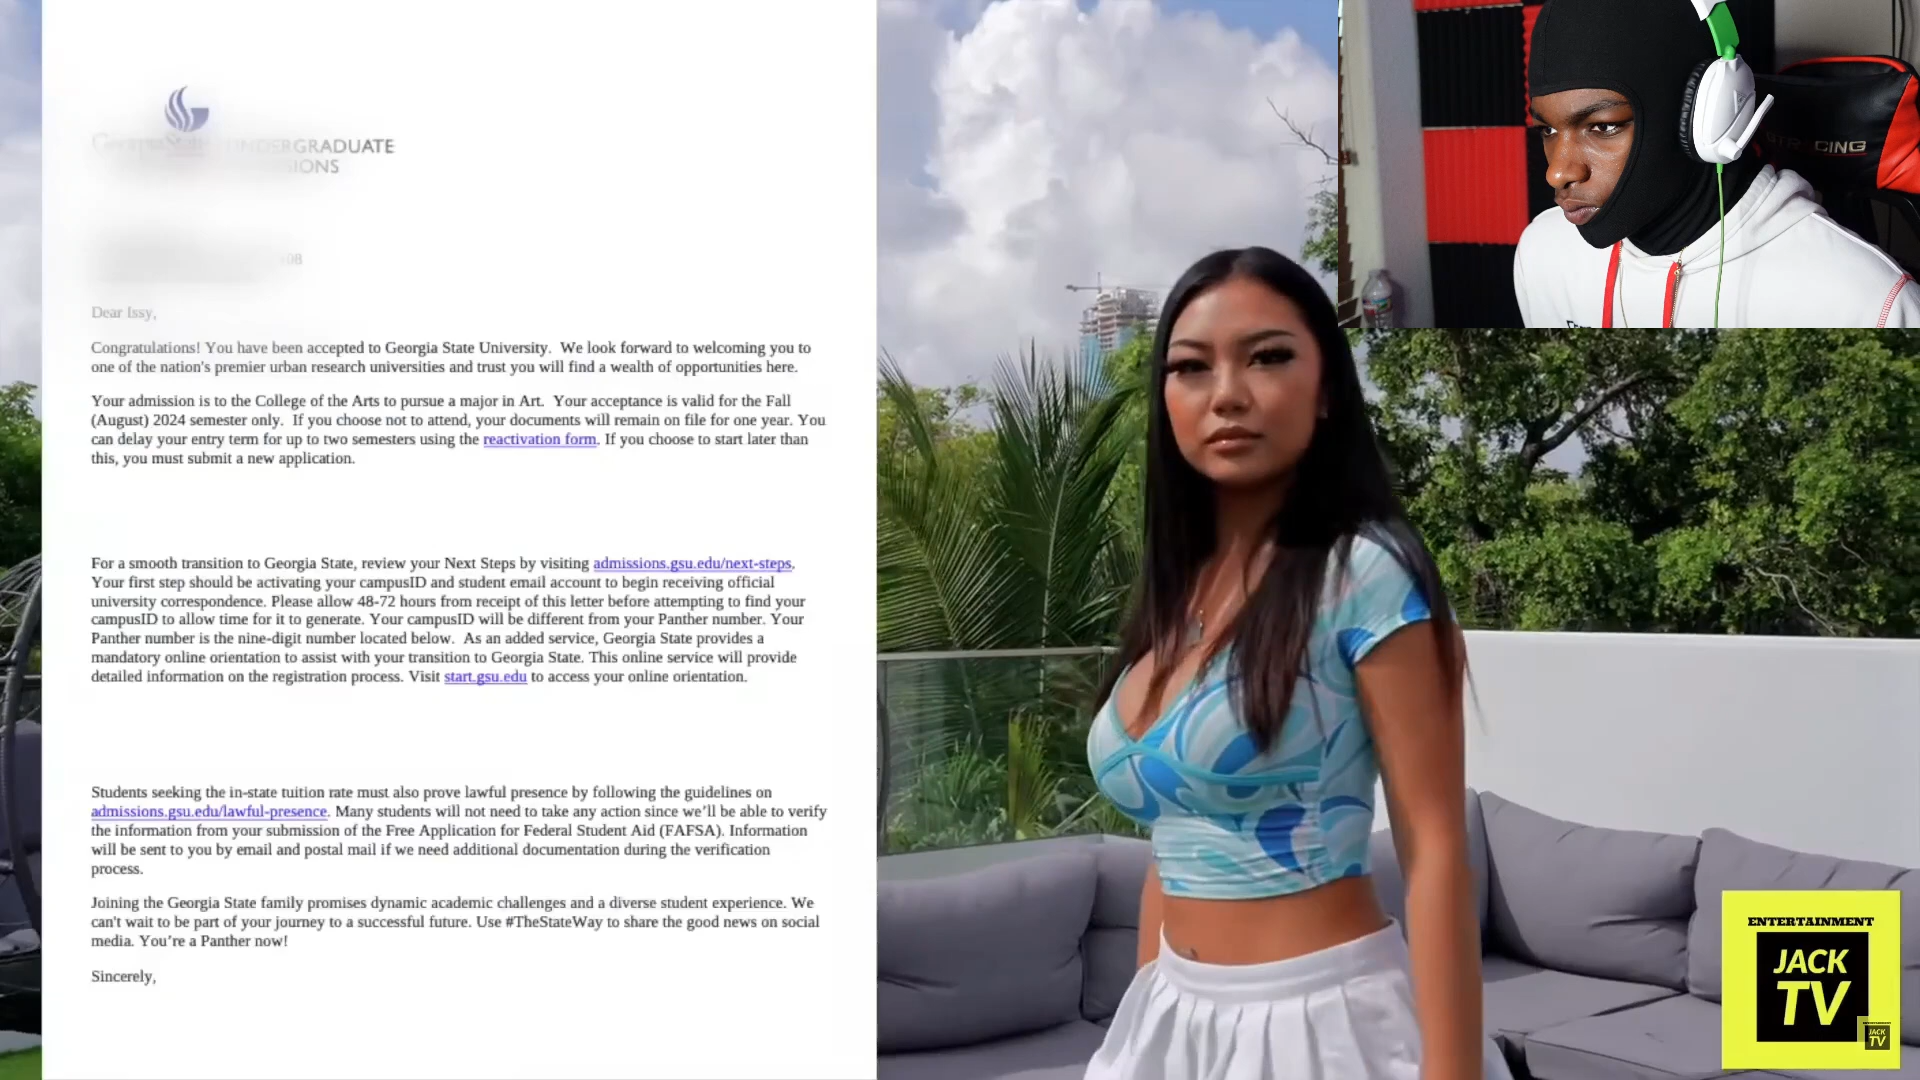 GeorgiaState UNDERGRADUATE
Dear Issy,
Congratulations! You have been accepted to Georgia State University. We look forward to welcoming you to
one of the nation's premier urban research universities and trust you will find a wealth of opportunities here.
Your admission is to the College of the Arts to pursue a major in Art. Your acceptance is valid for the Fall
(August) 2024 semester only. If you choose not to attend, your documents will remain on file for one year. You
can delay your entry term for up to two semesters using the reactivation form. If you choose to start later than
this, you must submit a new application.
For a smooth transition to Georgia State, review your Next Steps by visiting admissions.gsu.edu/next-steps.
Your first step should be activating your campusID and student email account to begin receiving official
university correspondence. Please allow 48-72 hours from receipt of this letter before attempting to find your
campusID to allow time for it to generate. Your campusID will be different from your Panther number. Your
Panther number is the nine-digit number located below. As an added service, Georgia State provides a
mandatory online orientation to assist with your transition to Georgia State. This online service will provide
detailed information on the registration process. Visit start.gsu.edu to access your online orientation.
Students seeking the in-state tuition rate must also prove lawful presence by following the guidelines on
admissions.gsu.edu/lawful-presence. Many students will not need to take any action since we’ll be able to verify
the information from your submission of the Free Application for Federal Student Aid (FAFSA). Information
will be sent to you by email and postal mail if we need additional documentation during the verification
process.
Joining the Georgia State family promises dynamic academic challenges and a diverse student experience. We
can't wait to be part of your journey to a successful future. Use #TheStateWay to share the good news on social
media. You’re a Panther now!
Sincerely,
ENTERTAINMENT
JACK
TV
JACK
TV